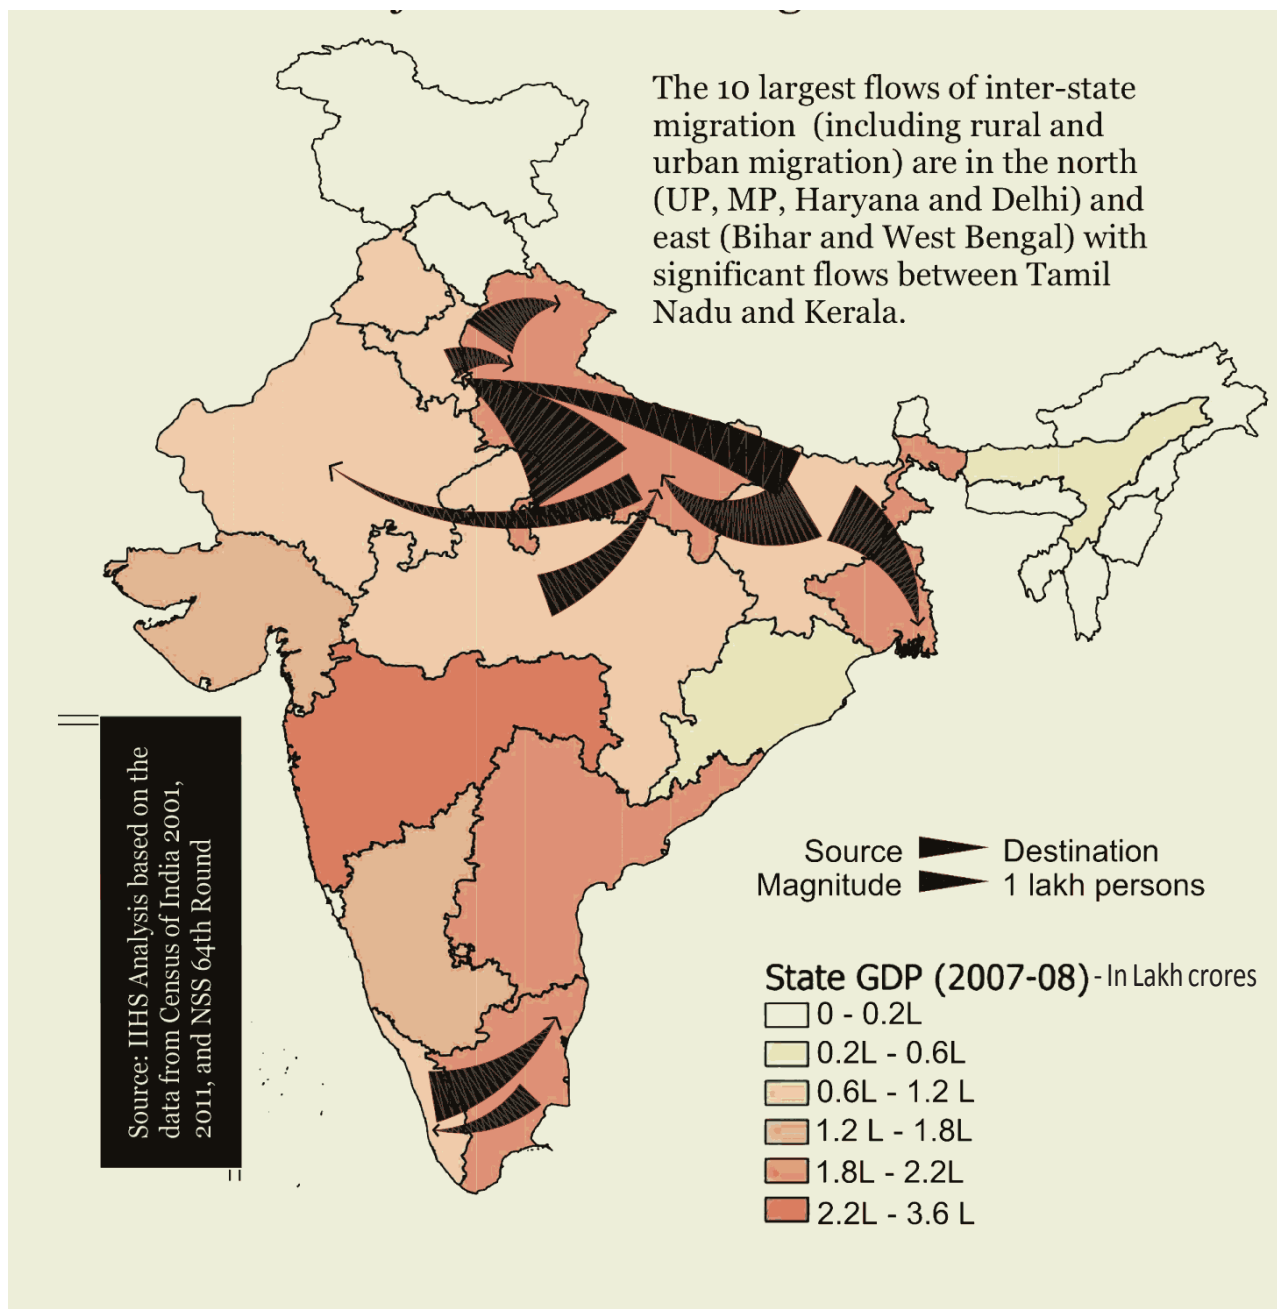 The 10 largest flows of inter-state
migration (including rural and
urban migration) are in the north
(UP, MP, Haryana and Delhi) and
east (Bihar and West Bengal) with
significant flows between Tamil
Nadu and Kerala.
Source: IIHS Analysis based on the
data from Census of India 2001,
2011, and NSS 64th Round
Source Destination
Magnitude 1 lakh persons
State GDP (2007-08) - In Lakh crores
0 - 0.2L
0.2L - 0.6L
0.6L - 1.2 L
1.2 L - 1.8L
1.8L - 2.2L
2.2L - 3.6 L